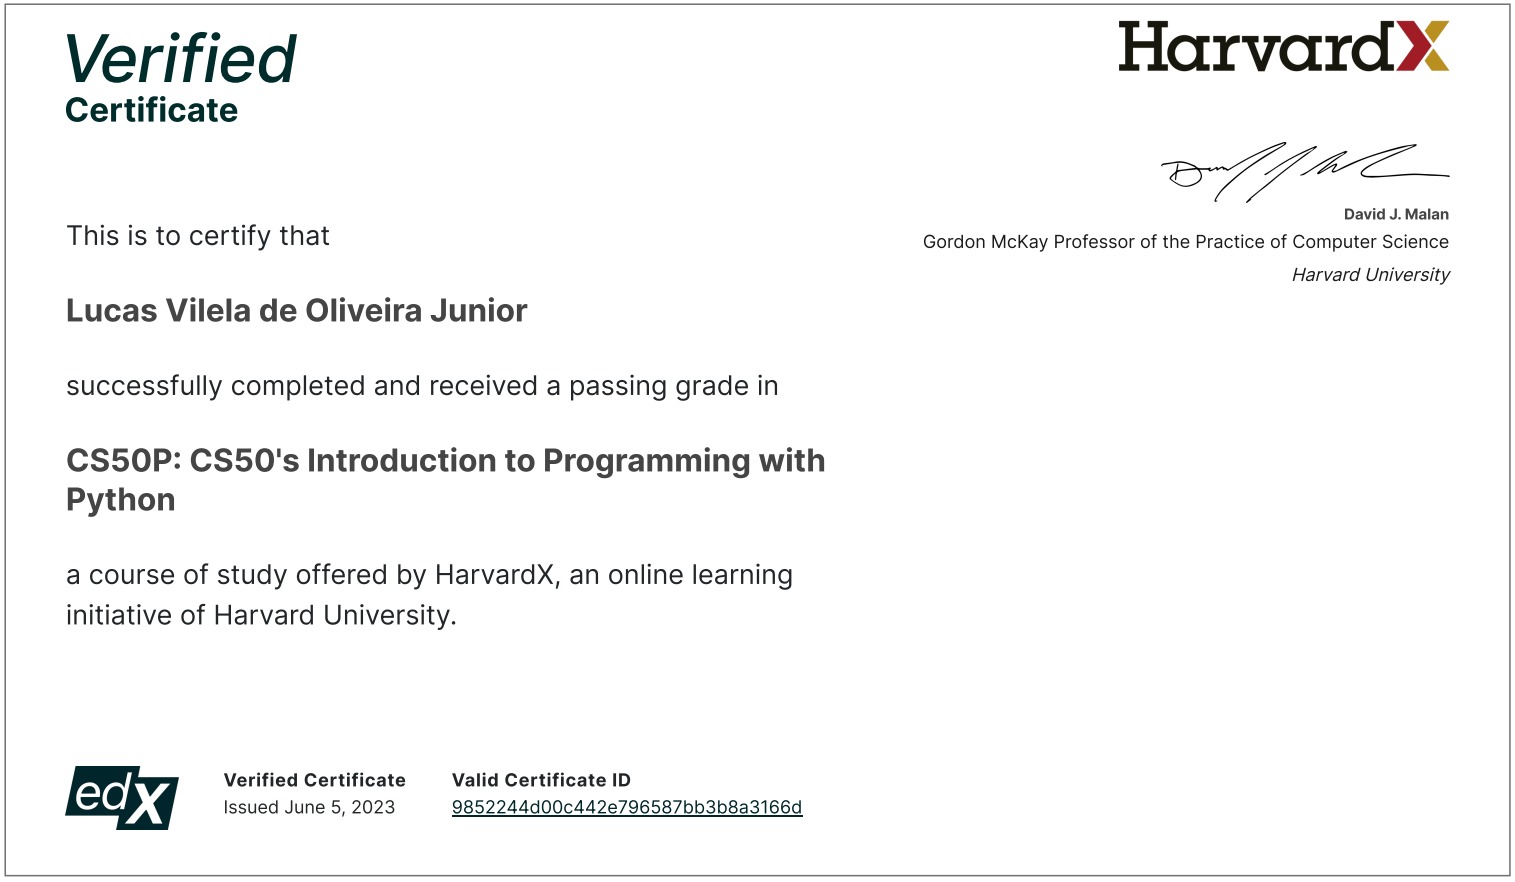 Verified
Certificate
HarvardX
David J. Malan
Gordon McKay Professor of the Practice of Computer Science
Harvard University
This is to certify that
Lucas Vilela de Oliveira Junior
successfully completed and received a passing grade in
CS50P: CS50's Introduction to Programming with
Python
a course of study offered by HarvardX, an online learning
initiative of Harvard University.
edX
Verified Certificate
Issued June 5, 2023
Valid Certificate ID
9852244d00c442e796587bb3b8a3166d